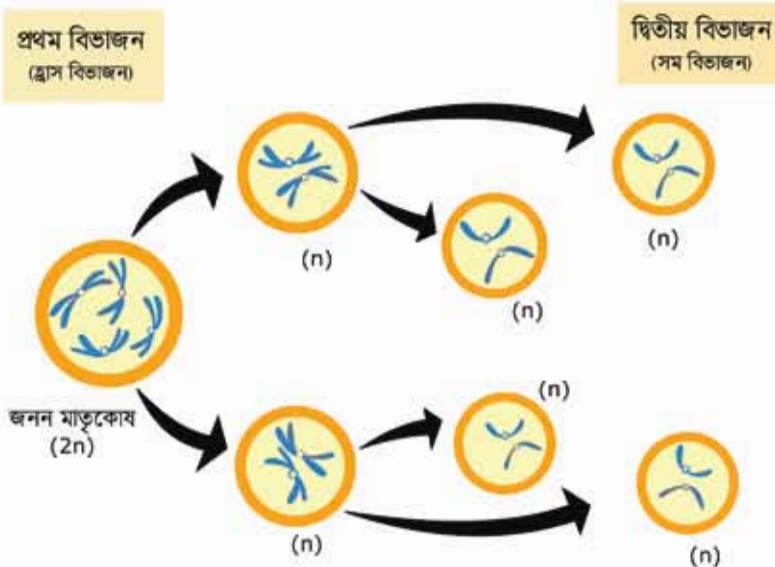 প্রথম বিভাজন
(হ্রাস বিভাজন)
দ্বিতীয় বিভাজন
(সম বিভাজন)
(n)
(n)
(n)
জনন মাতৃকোষ
(2n)
(n)
(n)
(n)